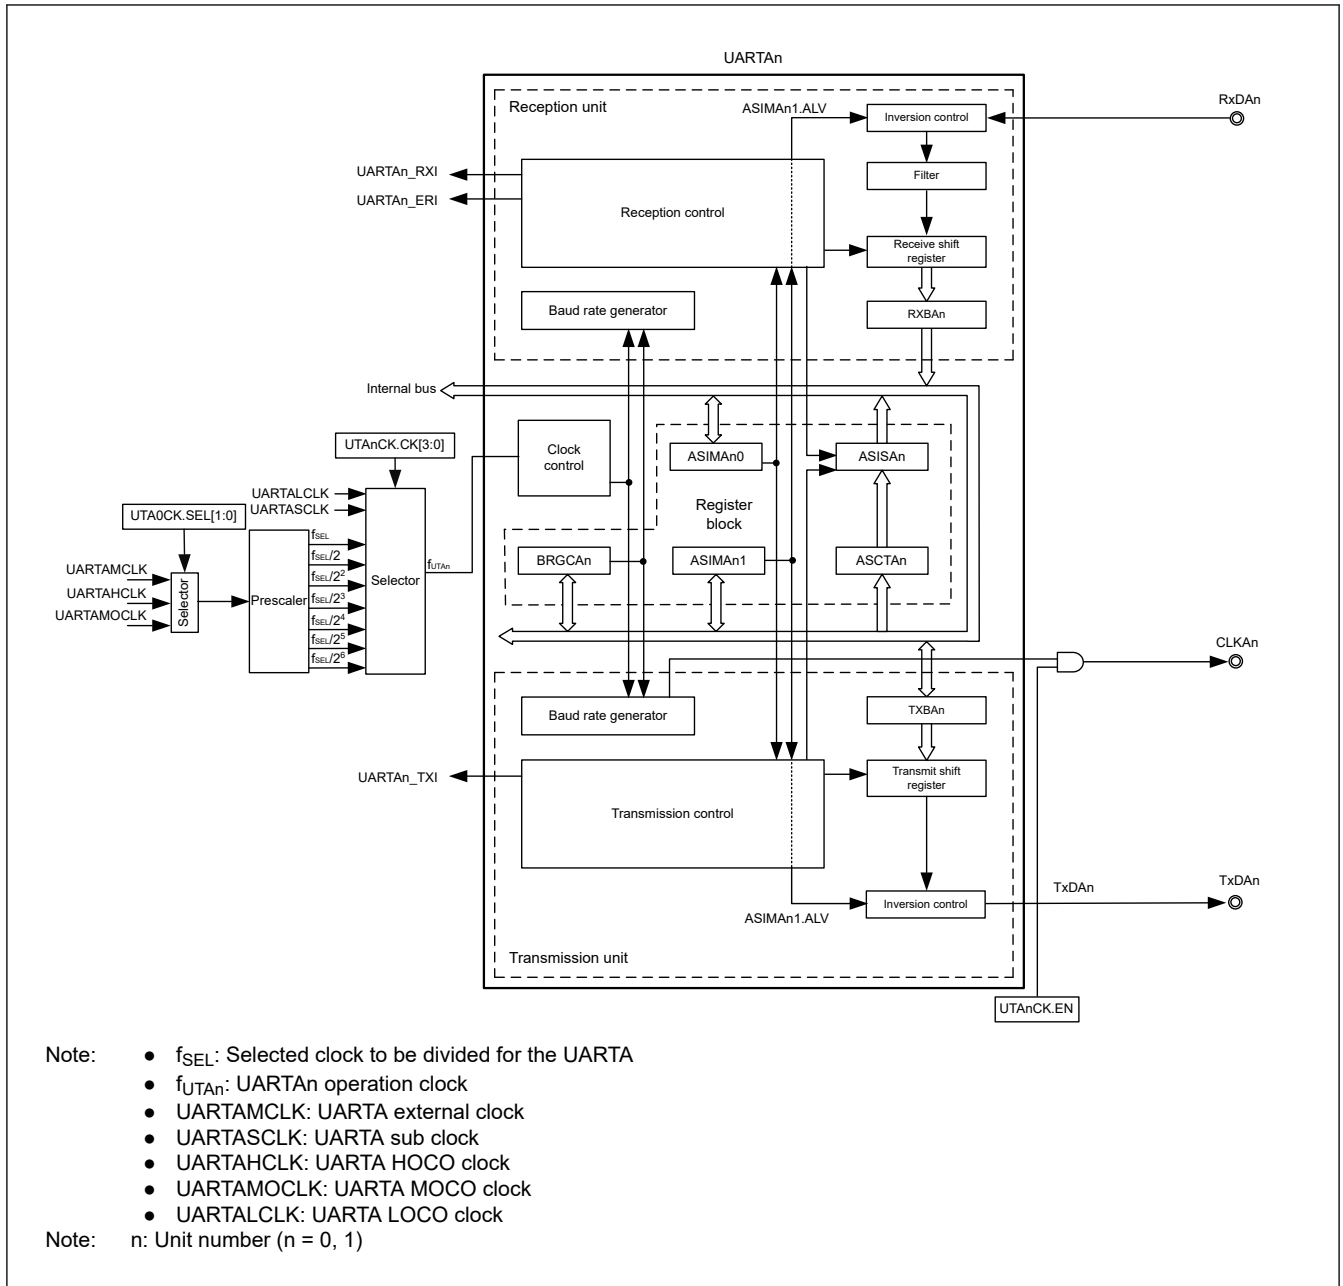 UARTAn
Reception unit
ASIMAn1.ALV
Inversion control
RxDAn
Filter
UARTAn_RXI
UARTAn_ERI
Reception control
Receive shift
register
Baud rate generator
RXBAn
Internal bus
UTAnCK.CK[3:0]
Clock
control
ASIMAn0
ASISAn
UARTALCLK
UARTASCLK
UTA0CK.SEL[1:0]
Register
block
fSEL
fSEL/2
fSEL/2²
fSEL/2³
fSEL/2⁴
fSEL/2⁵
fSEL/2⁶
Selector
fUTAn
BRGCAn
ASIMAn1
ASCTAn
UARTAMCLK
UARTAHCLK
UARTAMOCLK
Selector
Prescaler
CLKAn
Baud rate generator
TXBAn
UARTAn_TXI
Transmit shift
register
Transmission control
TxDAn
TxDAn
Inversion control
ASIMAn1.ALV
Transmission unit
UTAnCK.EN
Note: ● fSEL: Selected clock to be divided for the UARTA
● fUTAn: UARTAn operation clock
● UARTAMCLK: UARTA external clock
● UARTASCLK: UARTA sub clock
● UARTAHCLK: UARTA HOCO clock
● UARTAMOCLK: UARTA MOCO clock
● UARTALCLK: UARTA LOCO clock
Note: n: Unit number (n = 0, 1)